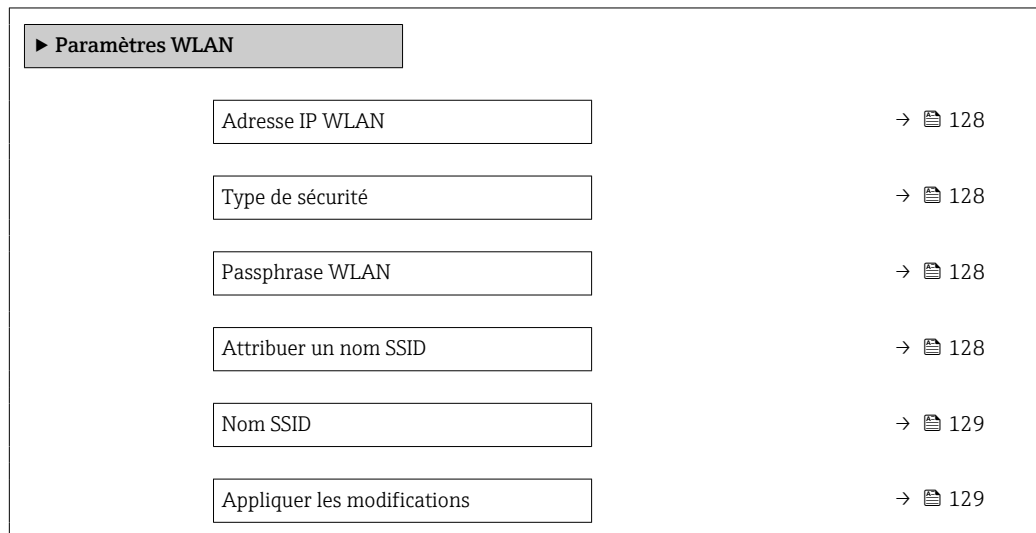 ▶ Paramètres WLAN
Adresse IP WLAN → 128
Type de sécurité → 128
Passphrase WLAN → 128
Attribuer un nom SSID → 128
Nom SSID → 129
Appliquer les modifications → 129